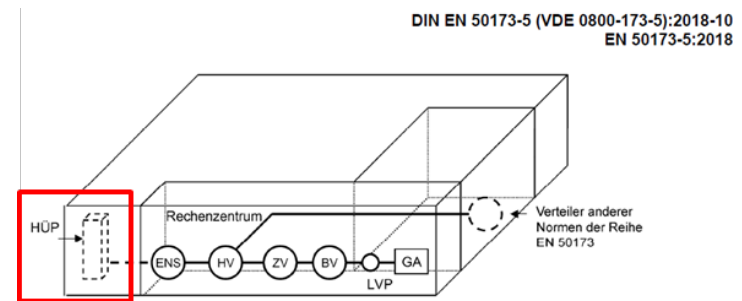 DIN EN 50173-5 (VDE 0800-173-5):2018-10
EN 50173-5:2018
HÜP
Rechenzentrum
Verteiler anderer
Normen der Reihe
EN 50173
ENS
HV
ZV
BV
GA
LVP